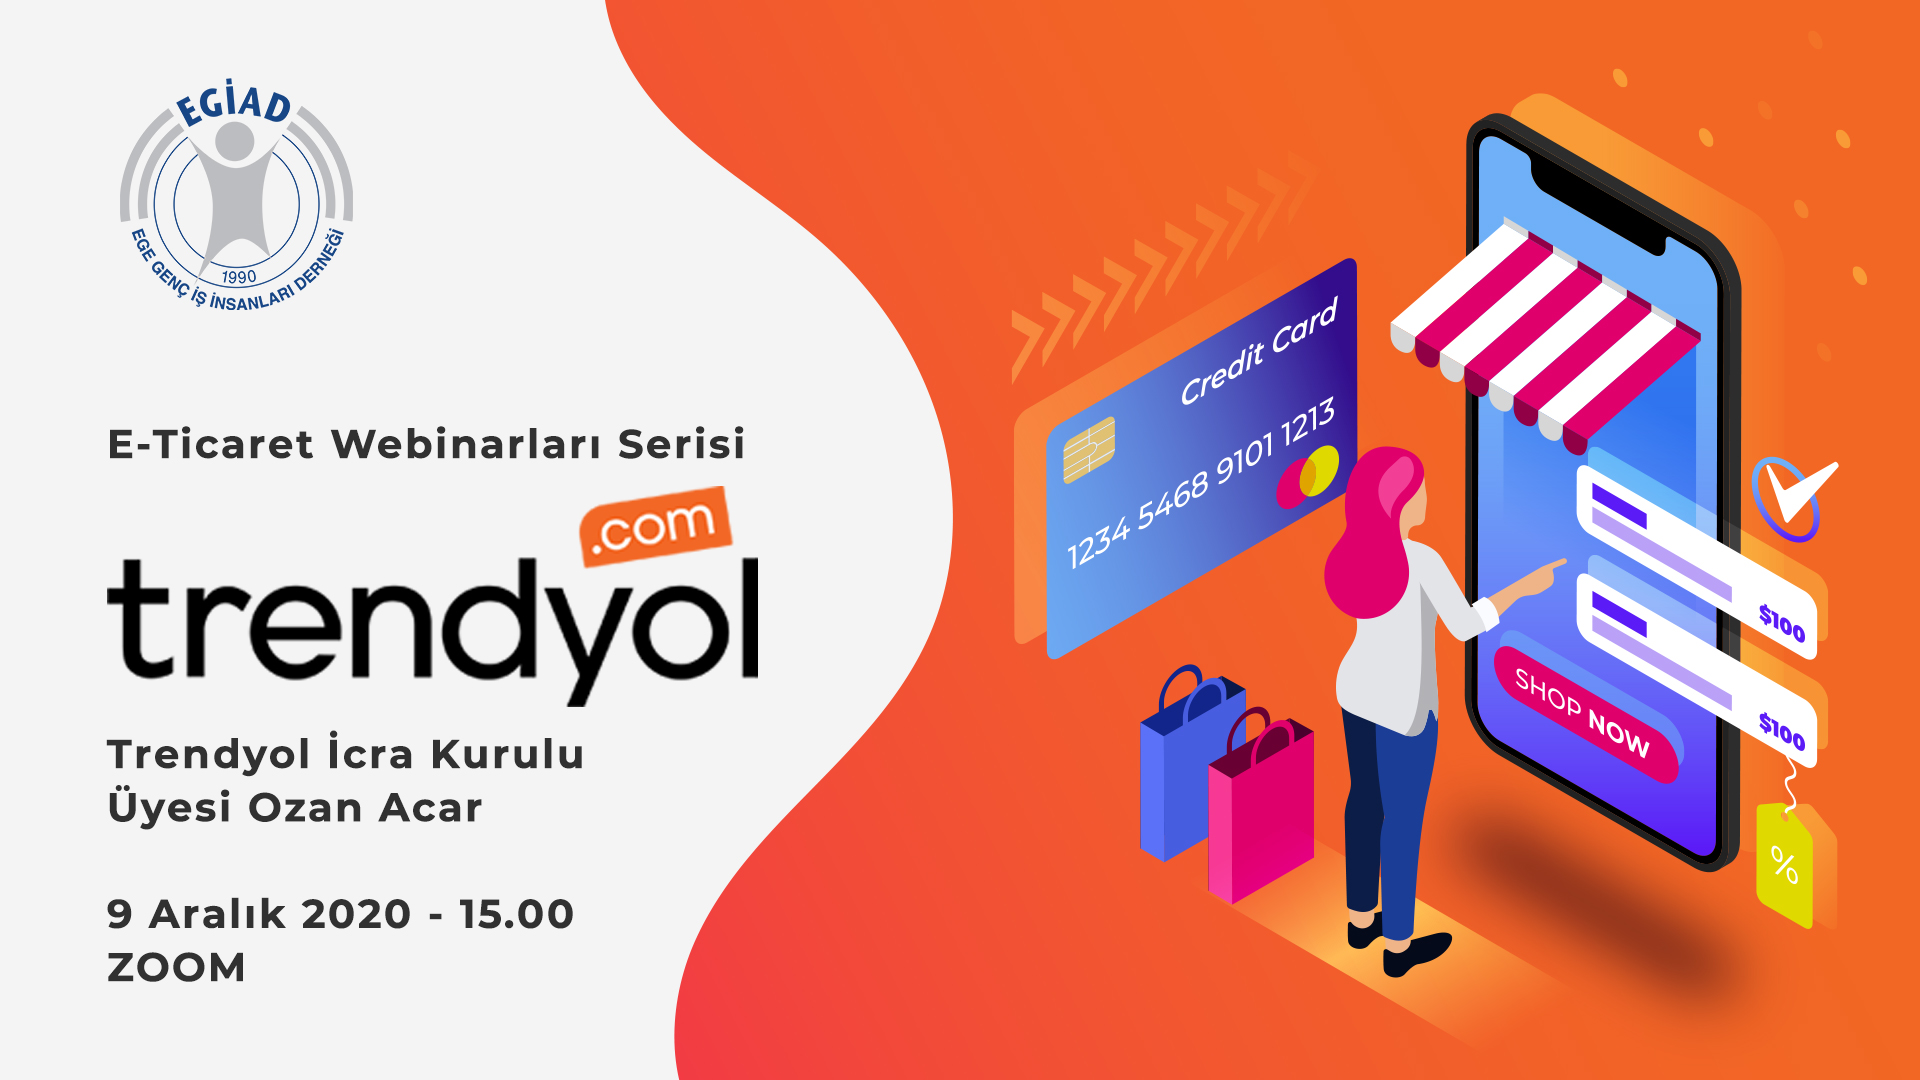 EGİAD
1990
EGE GENÇ İŞ İNSANLARI DERNEĞİ
E-Ticaret Webinarları Serisi
.com
trendyol
Trendyol İcra Kurulu
Üyesi Ozan Acar
9 Aralık 2020 - 15.00
ZOOM
Credit Card
1234 5468 9101 1213
$100
$100
SHOP NOW
%